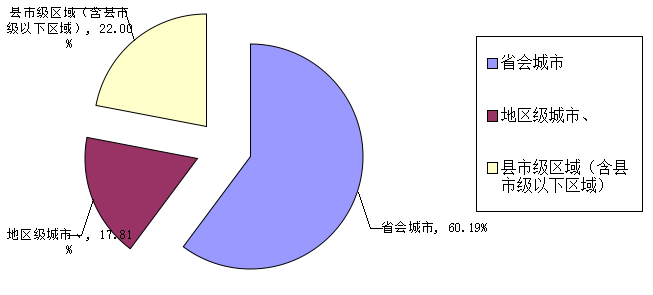 县市级区域（含县市
级以下区域）, 22.00
%
地区级城市、, 17.81
%
省会城市, 60.19%
省会城市
地区级城市、
县市级区域（含县
市级以下区域）